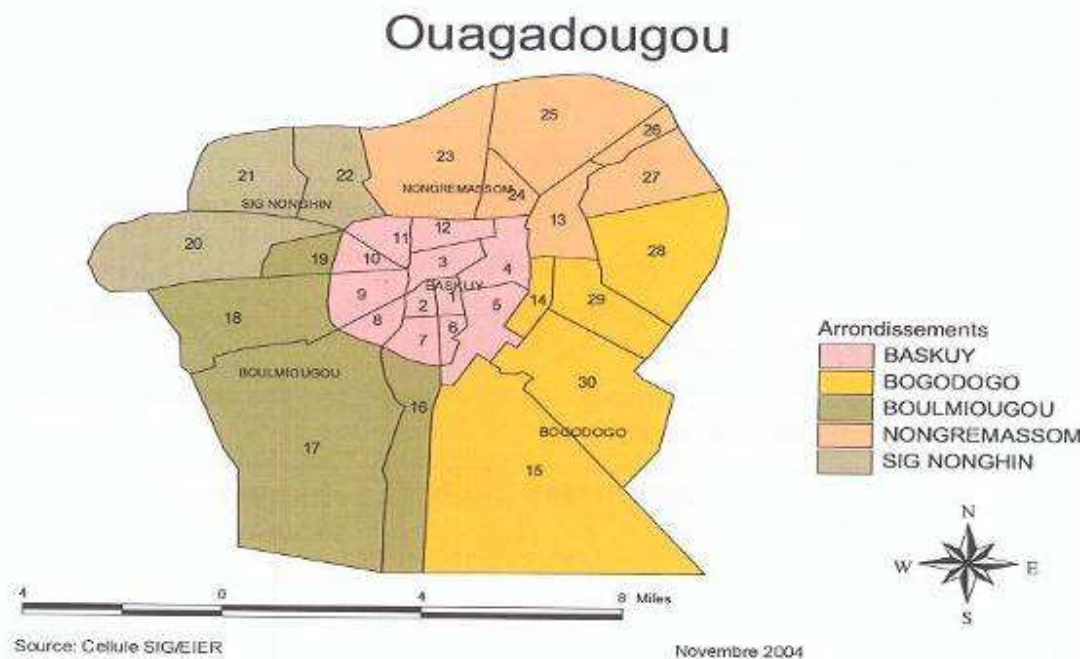 Ouagadougou
25
26
23
21
22
27
NONGREMASSOM
24
SIG NONGHIN
13
12
11
20
28
3
19
10
4
BASKUY
9
1
14
29
2
5
18
8
6
7
BOULMIOUGOU
30
16
BOGODOGO
17
15
Arrondissements
BASKUY
BOGODOGO
BOULMIOUGOU
NONGREMASSOM
SIG NONGHIN
N
W
E
S
4 0 4 8 Miles
Source: Cellule SIG/EIER
Novembre 2004